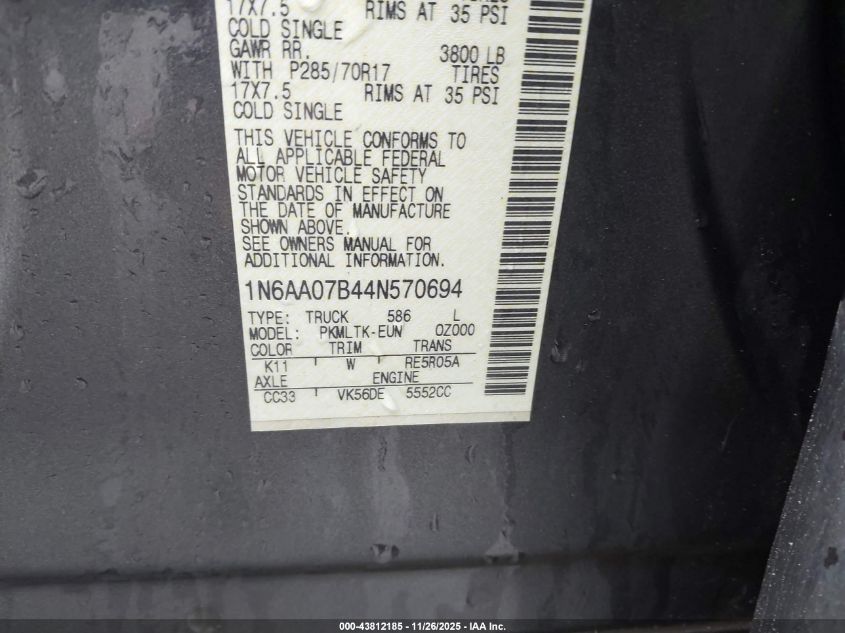 17X7.5 RIMS AT 35 PSI
COLD SINGLE
GAWR RR. 3800 LB
WITH P285/70R17 TIRES
17X7.5 RIMS AT 35 PSI
COLD SINGLE
THIS VEHICLE CONFORMS TO
ALL APPLICABLE FEDERAL
MOTOR VEHICLE SAFETY
STANDARDS IN EFFECT ON
THE DATE OF MANUFACTURE
SHOWN ABOVE.
SEE OWNERS MANUAL FOR
ADDITIONAL INFORMATION.
1N6AA07B44N570694
TYPE: TRUCK 586 L
MODEL: PKMLTK-EUN 0Z000
COLOR TRIM TRANS
K11 W RE5R05A
AXLE ENGINE
CC33 VK56DE 5552CC
000-43812185 - 11/26/2025 - IAA Inc.